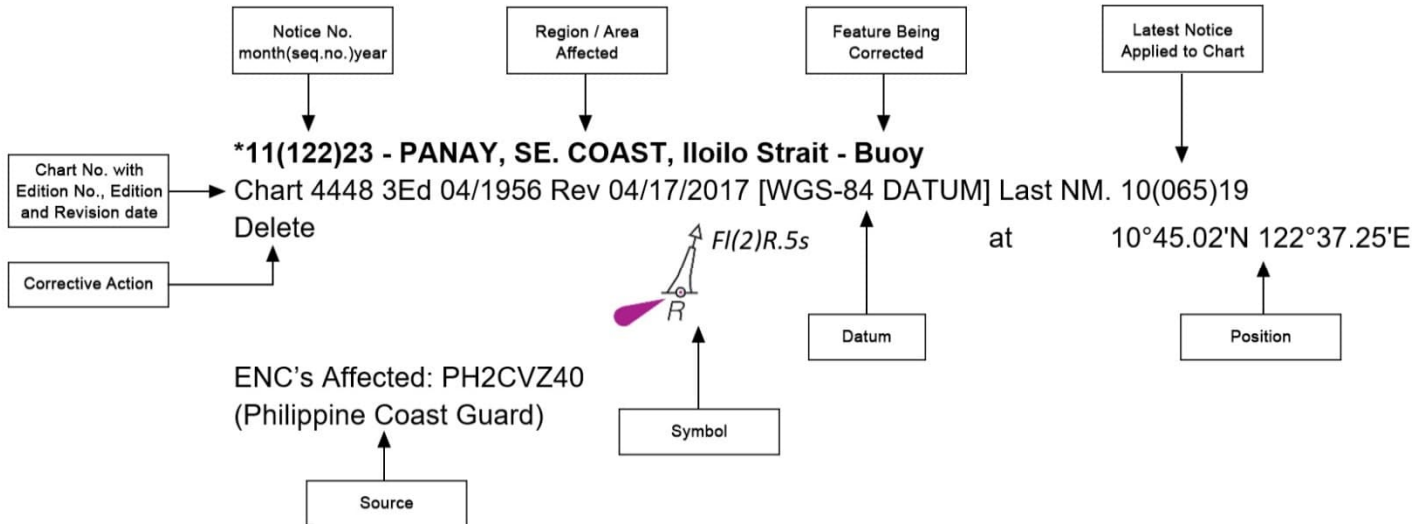 Notice No.
month(seq.no.)year
Region / Area
Affected
Feature Being
Corrected
Latest Notice
Applied to Chart
*11(122)23 - PANAY, SE. COAST, Iloilo Strait - Buoy
Chart No. with
Edition No., Edition
and Revision date
Chart 4448 3Ed 04/1956 Rev 04/17/2017 [WGS-84 DATUM] Last NM. 10(065)19
Delete
Fl(2)R.5s
at
10°45.02'N 122°37.25'E
Corrective Action
R
Datum
Position
ENC’s Affected: PH2CVZ40
(Philippine Coast Guard)
Symbol
Source